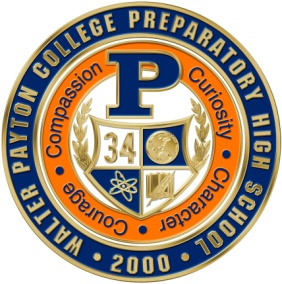 WALTER PAYTON COLLEGE PREPARATORY HIGH SCHOOL
• 2000 •
Courage • Compassion
Curiosity • Character •
P
34